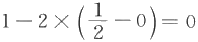 1 − 2 × (1/2 − 0) = 0